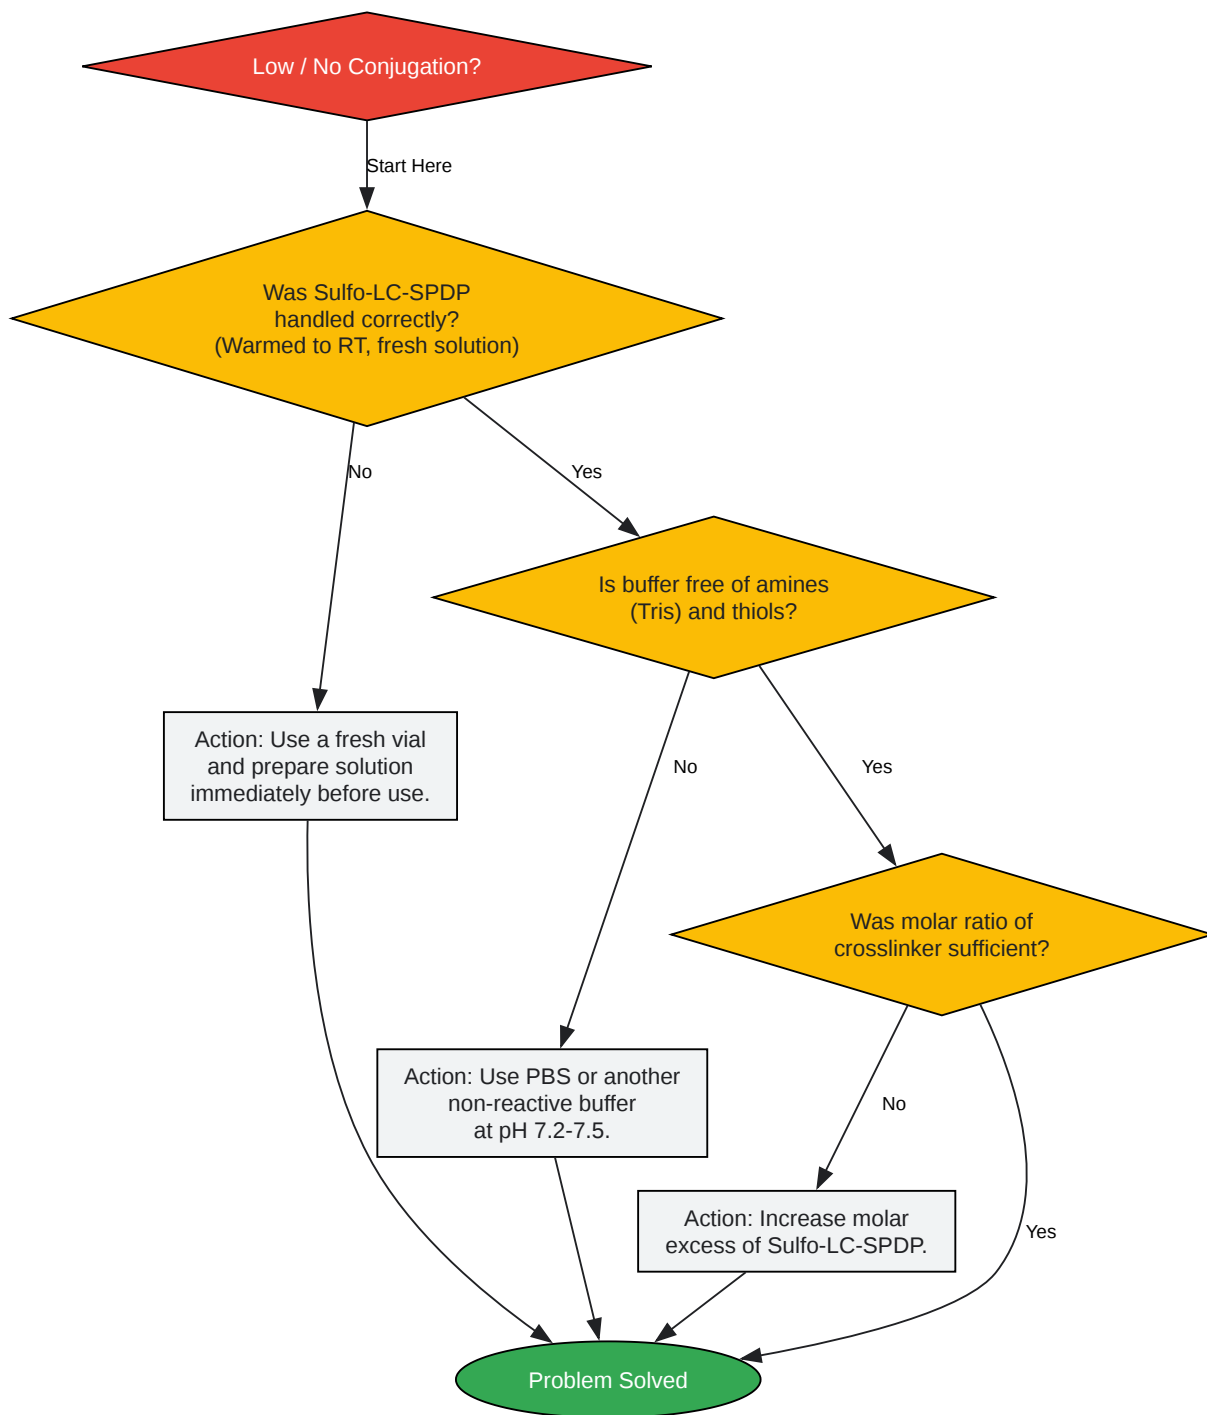 Low / No Conjugation?
Start Here
Was Sulfo-LC-SPDP
handled correctly?
(Warmed to RT, fresh solution)
No
Yes
Is buffer free of amines
(Tris) and thiols?
Action: Use a fresh vial
and prepare solution
immediately before use.
No
Yes
Was molar ratio of
crosslinker sufficient?
Action: Use PBS or another
non-reactive buffer
at pH 7.2-7.5.
No
Action: Increase molar
excess of Sulfo-LC-SPDP.
Yes
Problem Solved